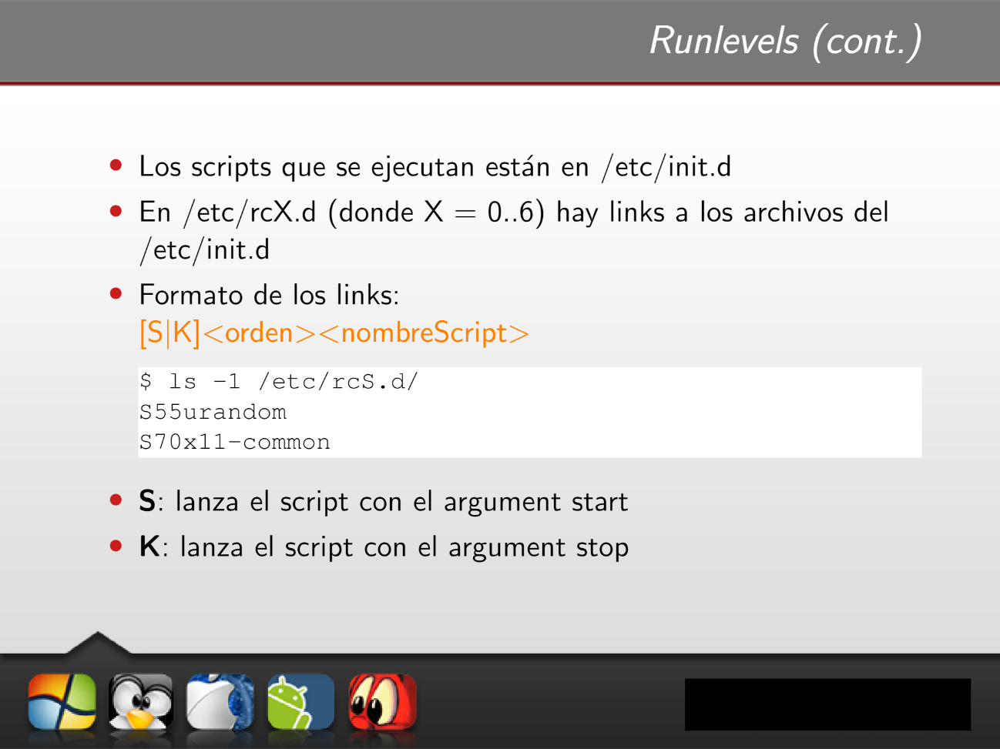 Runlevels (cont.)
• Los scripts que se ejecutan están en /etc/init.d
• En /etc/rcX.d (donde X = 0..6) hay links a los archivos del
/etc/init.d
• Formato de los links:
[S|K]<orden><nombreScript>
$ ls -1 /etc/rcS.d/
S55urandom
S70x11-common
• S: lanza el script con el argument start
• K: lanza el script con el argument stop